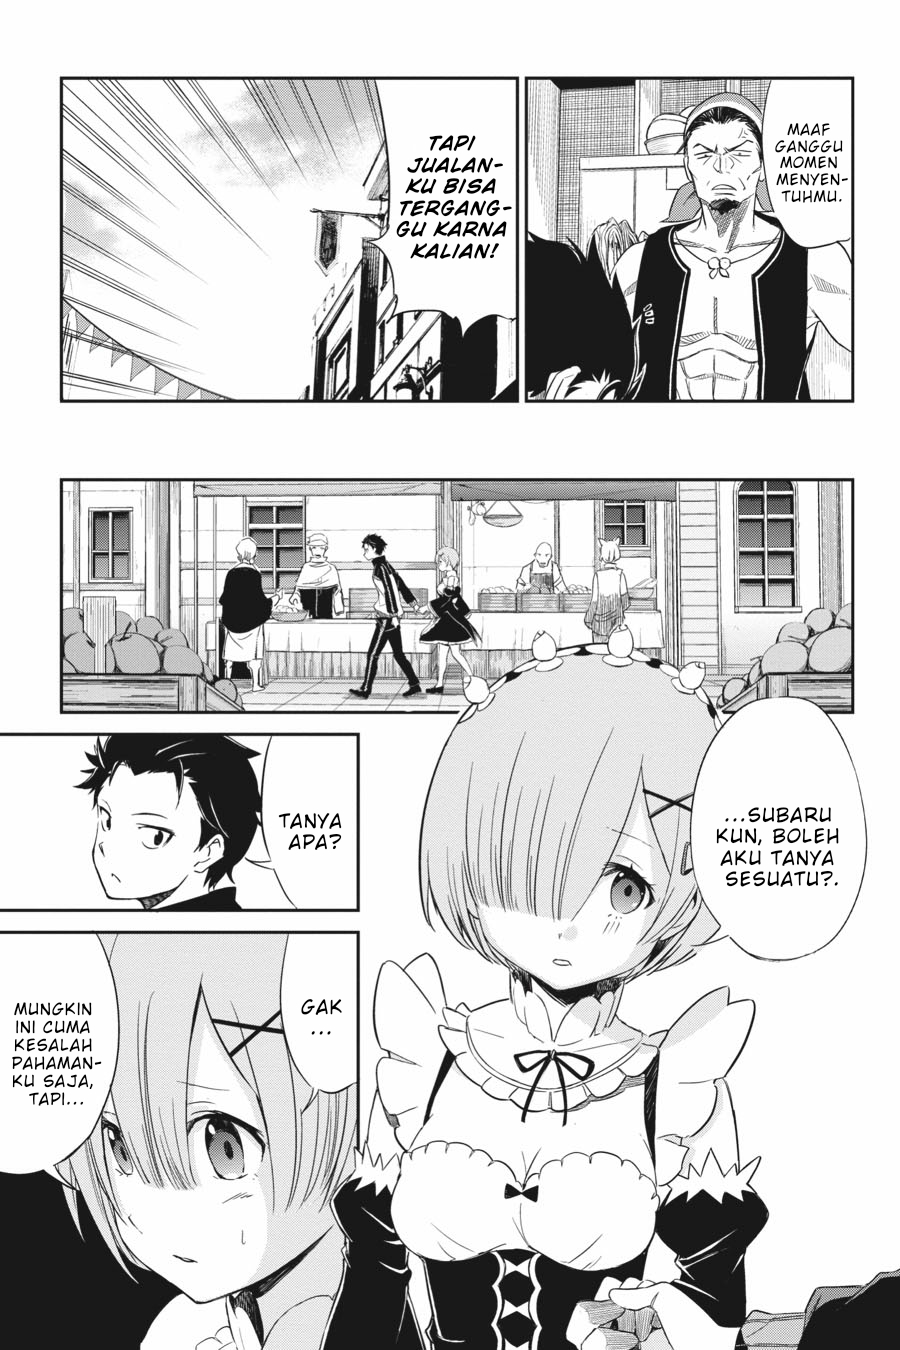 MAAF
GANGGU
MOMEN
MENYEN-
TUHMU.
TAPI
JUALAN-
KU BISA
TERGANG-
GU KARNA
KALIAN!
...SUBARU
KUN, BOLEH
AKU TANYA
SESUATU?.
TANYA
APA?
GAK
...
MUNGKIN
INI CUMA
KESALAH
PAHAMAN-
KU SAJA,
TAPI...